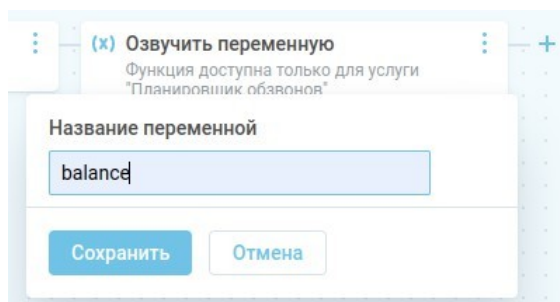 (x) Озвучить переменную
Функция доступна только для услуги
"Планировщик обзвонов"
Название переменной
balance
Сохранить Отмена